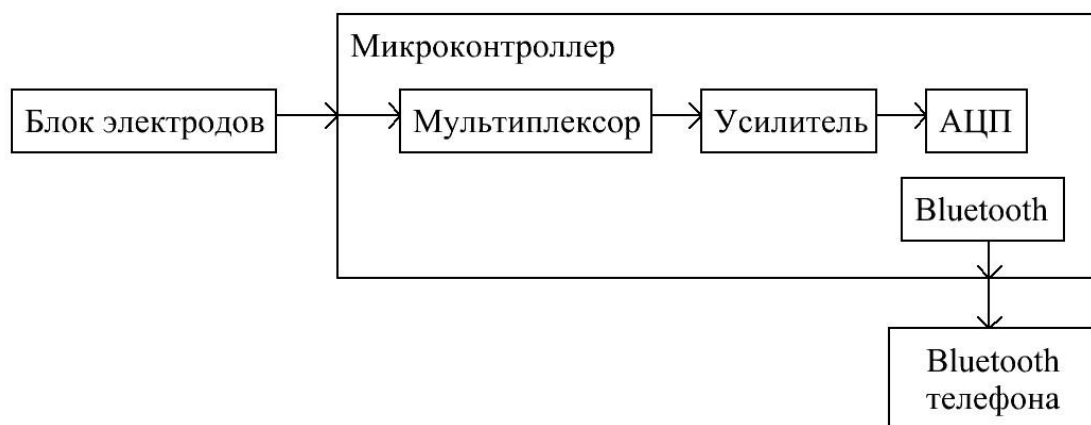 Микроконтроллер
Блок электродов
Мультиплексор
Усилитель
АЦП
Bluetooth
Bluetooth
телефона